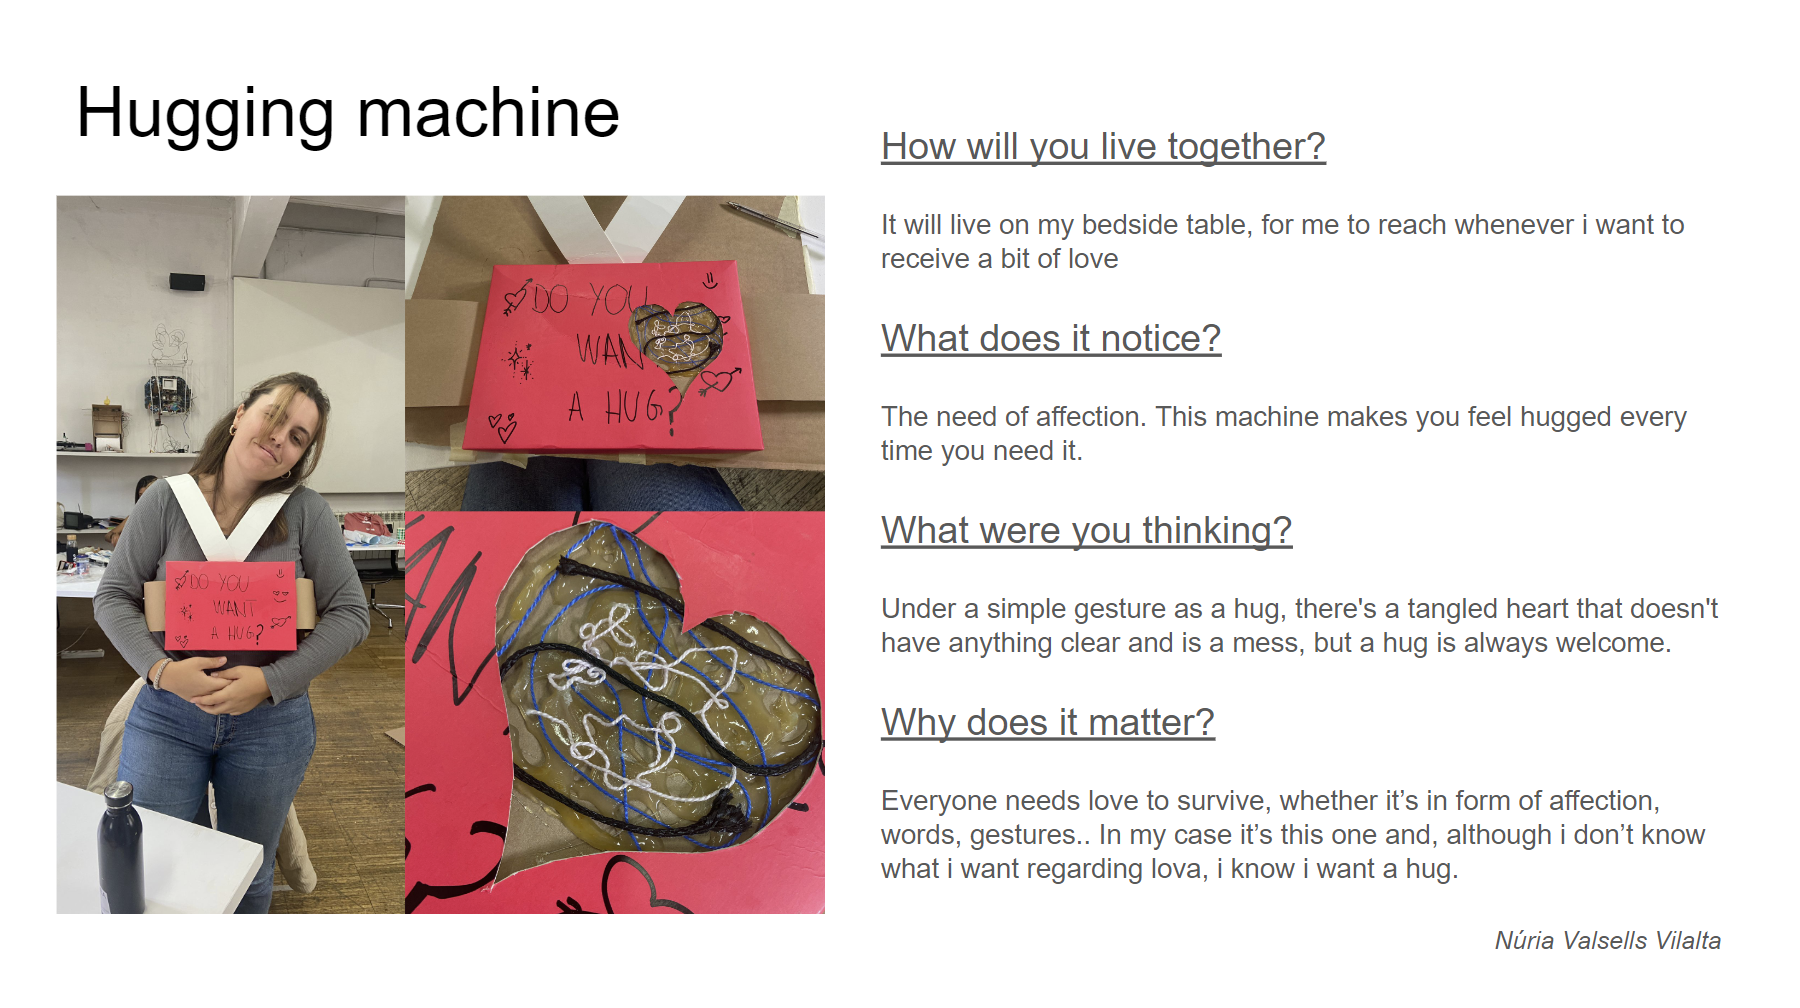 Hugging machine
DO YOU
WANT
A HUG?
DO YOU
WAN
A HUG?
How will you live together?
It will live on my bedside table, for me to reach whenever i want to
receive a bit of love
What does it notice?
The need of affection. This machine makes you feel hugged every
time you need it.
What were you thinking?
Under a simple gesture as a hug, there's a tangled heart that doesn't
have anything clear and is a mess, but a hug is always welcome.
Why does it matter?
Everyone needs love to survive, whether it’s in form of affection,
words, gestures.. In my case it’s this one and, although i don’t know
what i want regarding lova, i know i want a hug.
Núria Valsells Vilalta